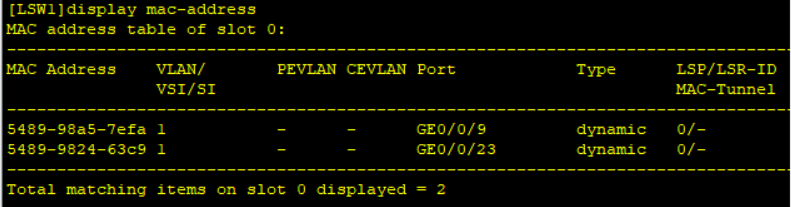 [LSW1]display mac-address
MAC address table of slot 0:
-------------------------------------------------------------------------------
MAC Address    VLAN/       PEVLAN CEVLAN Port            Type      LSP/LSR-ID
               VSI/SI                                              MAC-Tunnel
-------------------------------------------------------------------------------
5489-98a5-7efa 1           -      -      GE0/0/9         dynamic   0/-
5489-9824-63c9 1           -      -      GE0/0/23        dynamic   0/-
-------------------------------------------------------------------------------
Total matching items on slot 0 displayed = 2